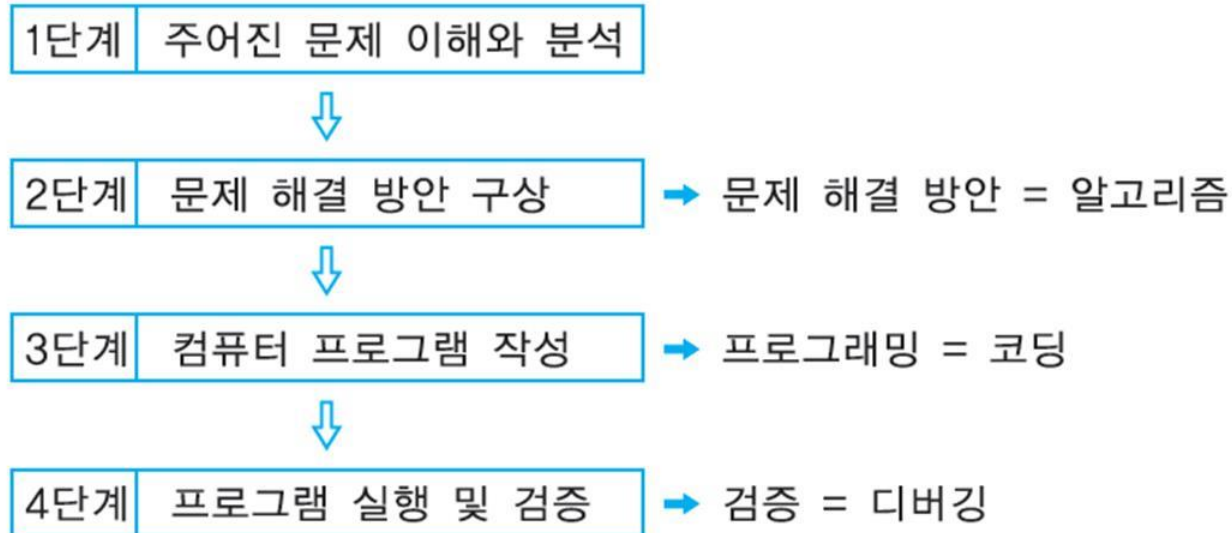 1단계 주어진 문제 이해와 분석
2단계 문제 해결 방안 구상 → 문제 해결 방안 = 알고리즘
3단계 컴퓨터 프로그램 작성 → 프로그래밍 = 코딩
4단계 프로그램 실행 및 검증 → 검증 = 디버깅